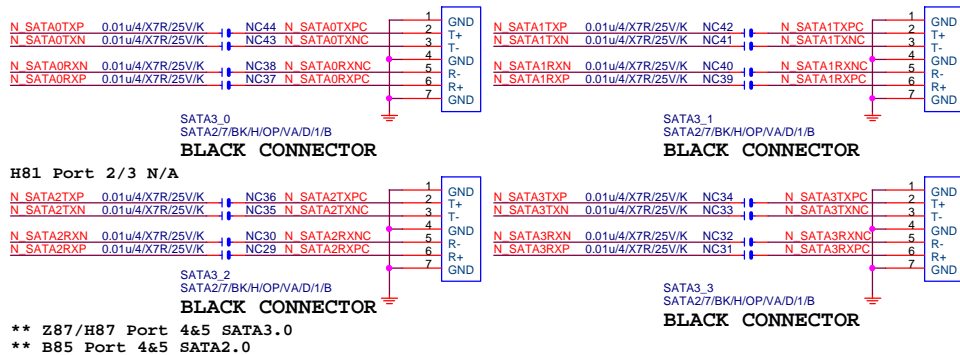 N_SATA0TXP 0.01u/4/X7R/25V/K NC44 N_SATA0TXPC 1 GND
N_SATA0TXN 0.01u/4/X7R/25V/K NC43 N_SATA0TXNC 2 T+
3 T-
4 GND
N_SATA0RXN 0.01u/4/X7R/25V/K NC38 N_SATA0RXNC 5 R-
N_SATA0RXP 0.01u/4/X7R/25V/K NC37 N_SATA0RXPC 6 R+
7 GND
SATA3_0
SATA2/7/BK/H/OP/VA/D/1/B
BLACK CONNECTOR
N_SATA1TXP 0.01u/4/X7R/25V/K NC42 N_SATA1TXPC 1 GND
N_SATA1TXN 0.01u/4/X7R/25V/K NC41 N_SATA1TXNC 2 T+
3 T-
4 GND
N_SATA1RXN 0.01u/4/X7R/25V/K NC40 N_SATA1RXNC 5 R-
N_SATA1RXP 0.01u/4/X7R/25V/K NC39 N_SATA1RXPC 6 R+
7 GND
SATA3_1
SATA2/7/BK/H/OP/VA/D/1/B
BLACK CONNECTOR
H81 Port 2/3 N/A
N_SATA2TXP 0.01u/4/X7R/25V/K NC36 N_SATA2TXPC 1 GND
N_SATA2TXN 0.01u/4/X7R/25V/K NC35 N_SATA2TXNC 2 T+
3 T-
4 GND
N_SATA2RXN 0.01u/4/X7R/25V/K NC30 N_SATA2RXNC 5 R-
N_SATA2RXP 0.01u/4/X7R/25V/K NC29 N_SATA2RXPC 6 R+
7 GND
SATA3_2
SATA2/7/BK/H/OP/VA/D/1/B
BLACK CONNECTOR
N_SATA3TXP 0.01u/4/X7R/25V/K NC34 N_SATA3TXPC 1 GND
N_SATA3TXN 0.01u/4/X7R/25V/K NC33 N_SATA3TXNC 2 T+
3 T-
4 GND
N_SATA3RXN 0.01u/4/X7R/25V/K NC32 N_SATA3RXNC 5 R-
N_SATA3RXP 0.01u/4/X7R/25V/K NC31 N_SATA3RXPC 6 R+
7 GND
SATA3_3
SATA2/7/BK/H/OP/VA/D/1/B
BLACK CONNECTOR
** Z87/H87 Port 4&5 SATA3.0
** B85 Port 4&5 SATA2.0